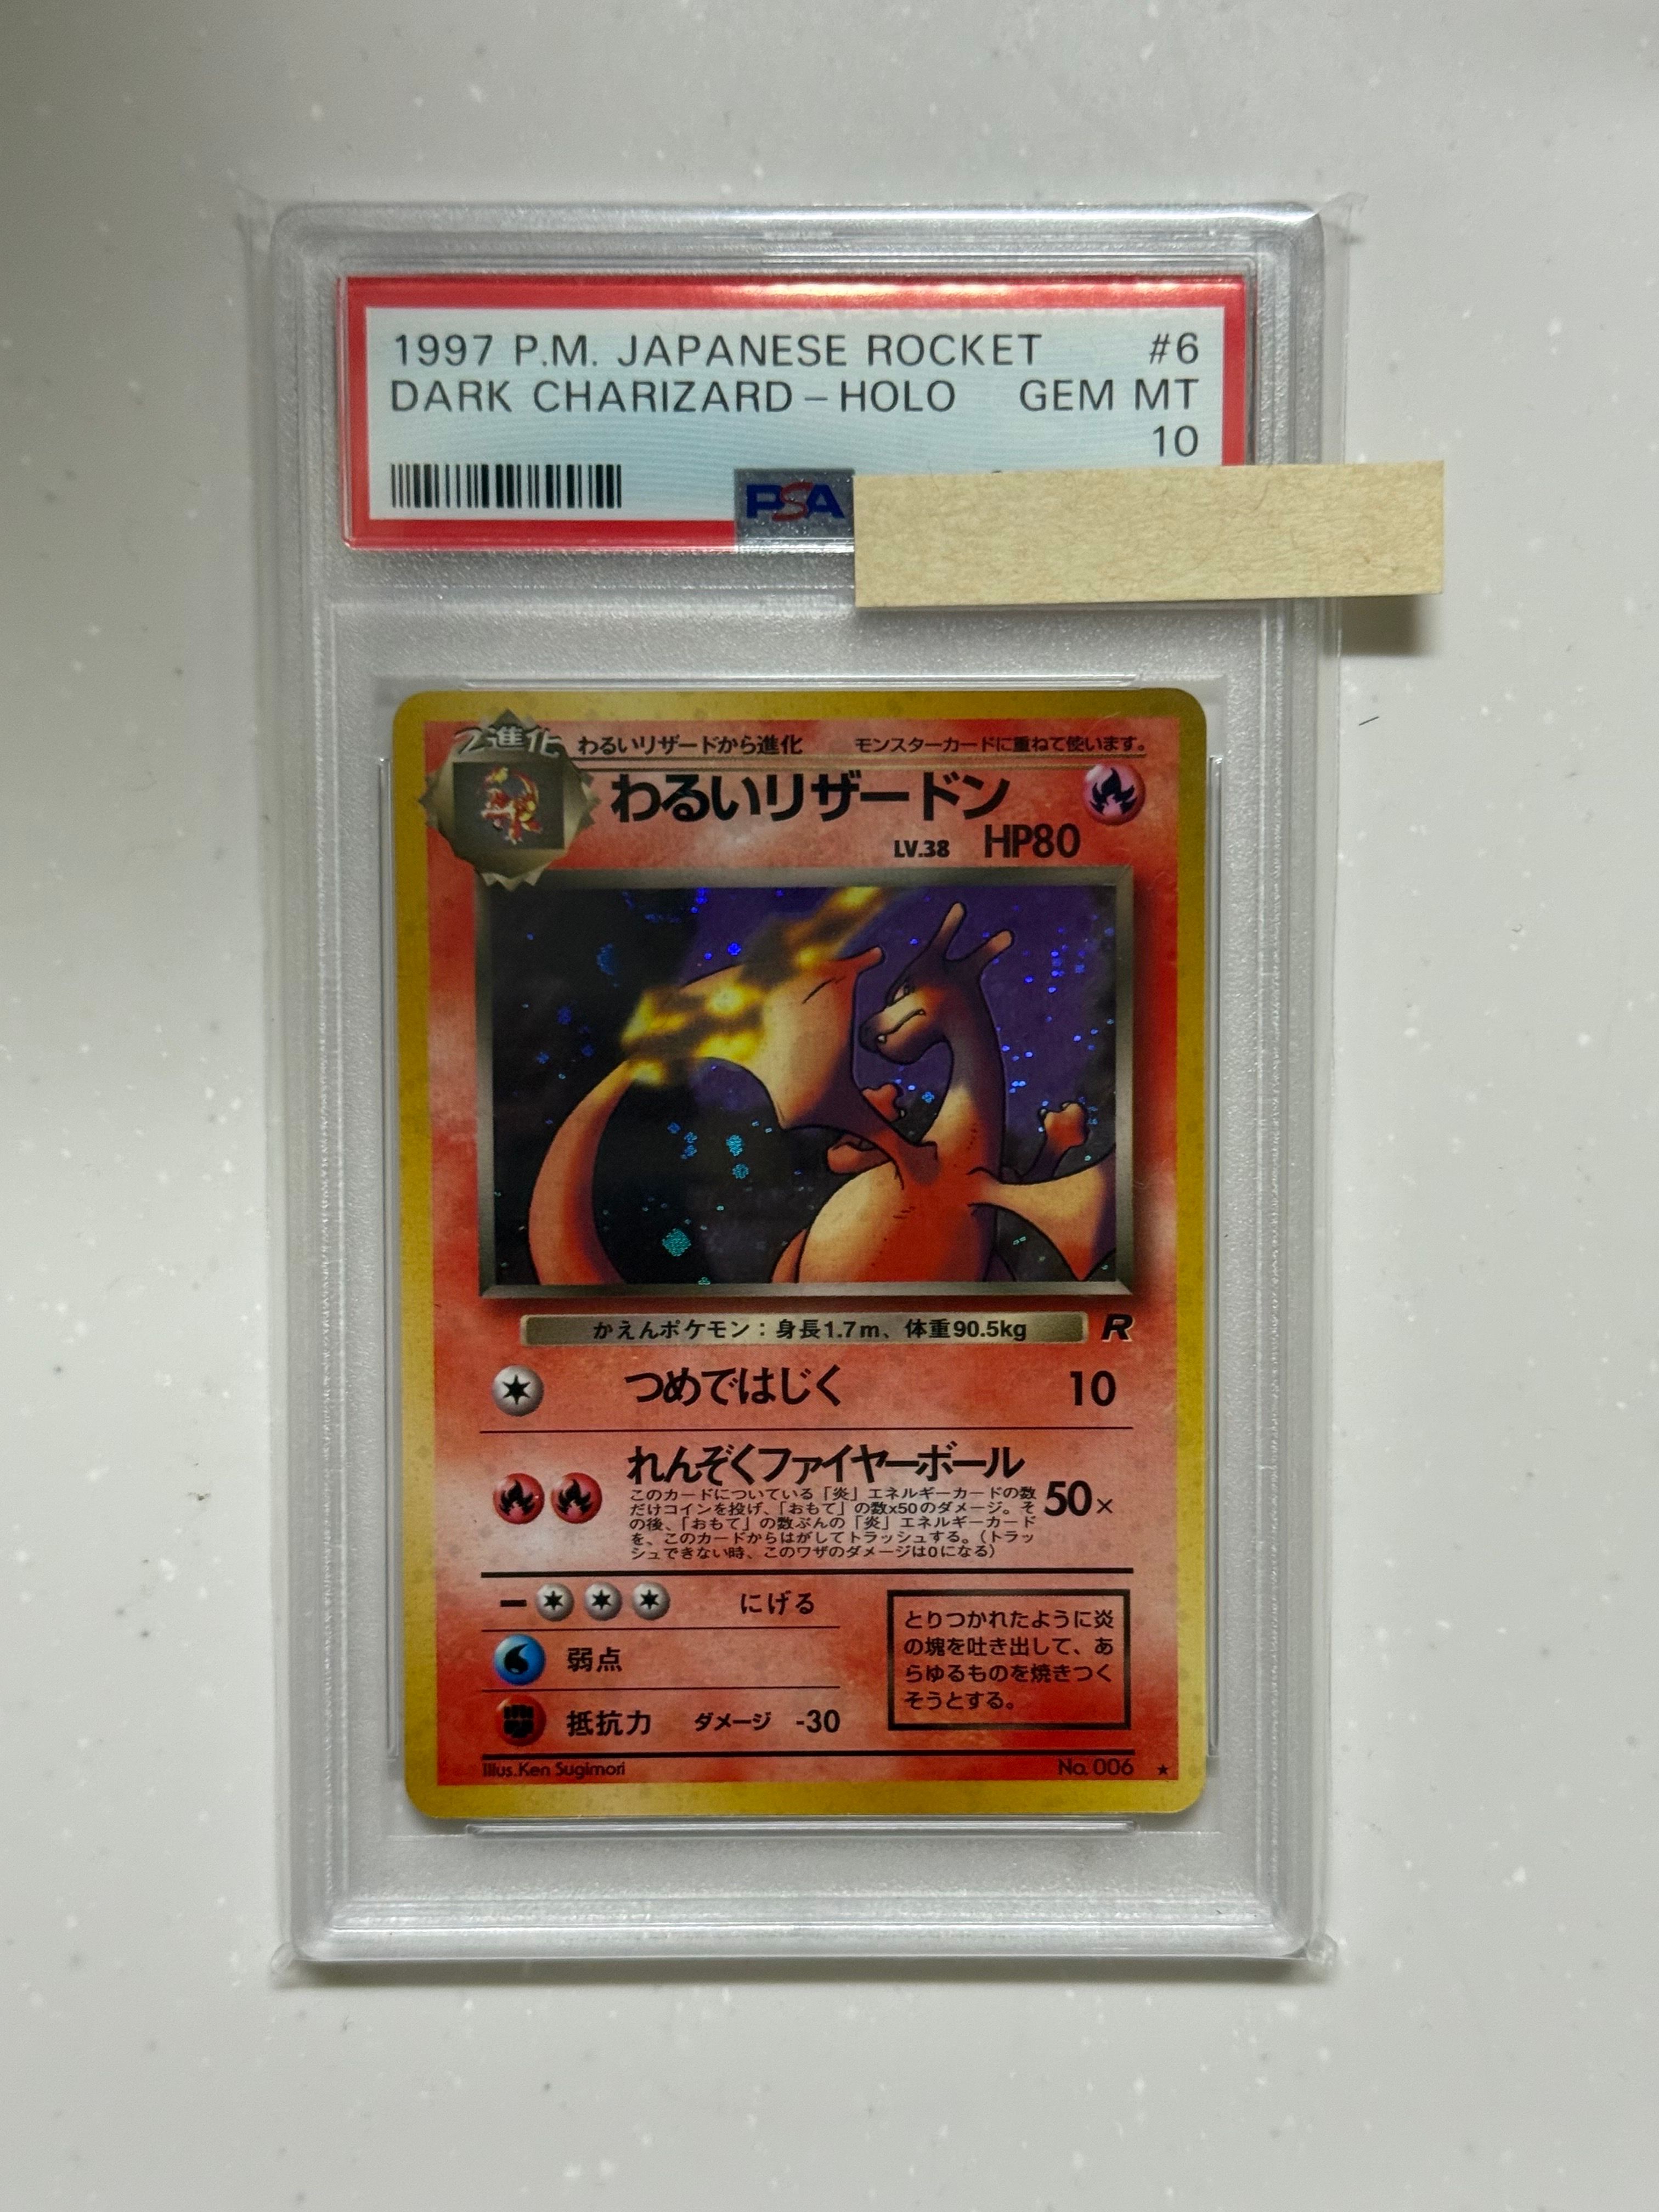 1997 P.M. JAPANESE ROCKET #6
DARK CHARIZARD-HOLO GEM MT
10
PSA
2進化 わるいリザードから進化 モンスターカードに重ねて使います。
わるいリザードン
LV.38 HP80
かえんポケモン：身長1.7m、体重90.5kg R
つめではじく 10
れんぞくファイヤーボール
このカードについている「炎」エネルギーカードの数
だけコインを投げ、「おもて」の数x50のダメージ。そ
の後、「おもて」の数ぶんの「炎」エネルギーカード
を、このカードからはがしてトラッシュする。（トラッ
シュできない時、このワザのダメージは0になる）
50×
にげる
弱点
抵抗力 ダメージ -30
とりつかれたように炎
の塊を吐き出して、あ
らゆるものを焼きつく
そうとする。
Illus.Ken Sugimori No. 006 ★